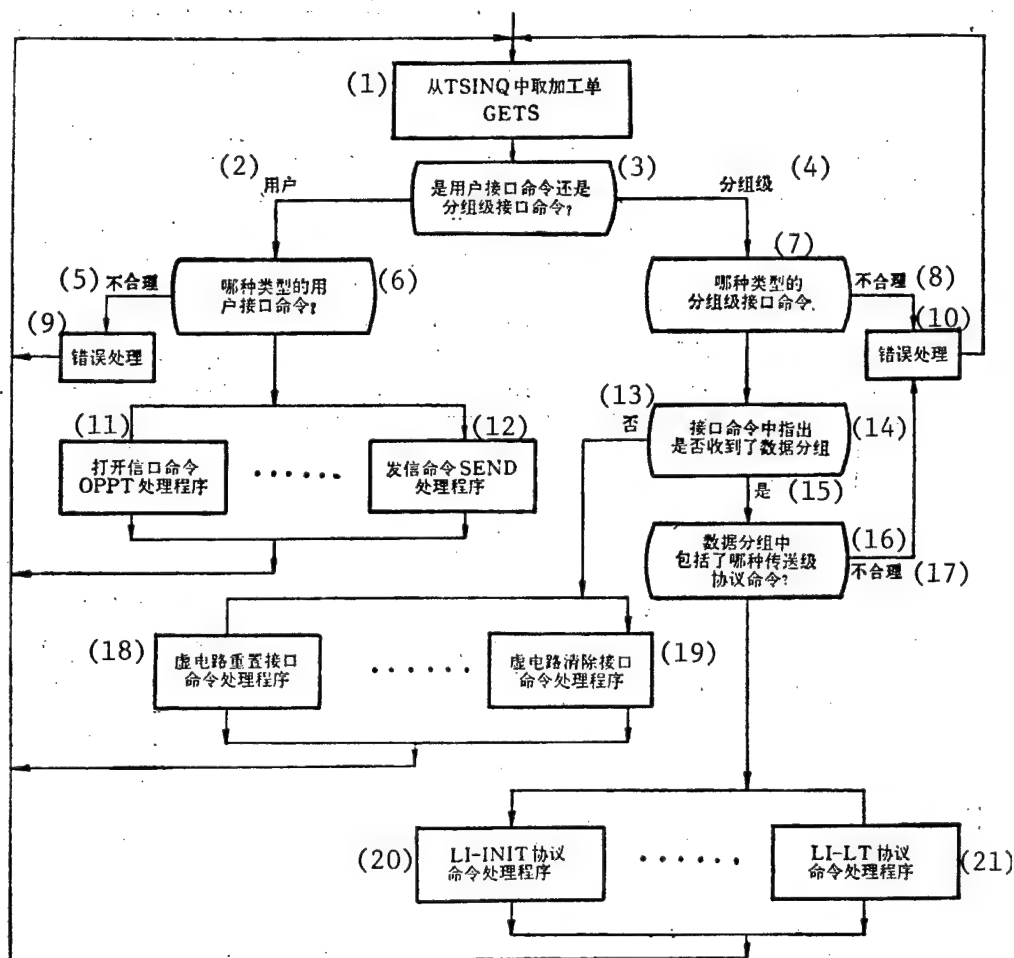 (1)
从TSINQ中取加工单
GETS
(2)
用户
是用户接口命令还是
分组级接口命令?
(3)
分组级
(4)
(5)
不合理
哪种类型的用
户接口命令?
(6)
(7)
哪种类型的
分组级接口命令.
不合理
(8)
(9)
错误处理
(10)
错误处理
(11)
打开信口命令
OPPT处理程序
······
(12)
发信命令SEND
处理程序
(13)
否
接口命令中指出
是否收到了数据分组
(14)
是
(15)
数据分组中
包括了哪种传送级
协议命令?
(16)
不合理
(17)
(18)
虚电路重置接口
命令处理程序
······
虚电路清除接口
命令处理程序
(19)
(20)
LI-INIT协议
命令处理程序
······
LI-LT协议
命令处理程序
(21)